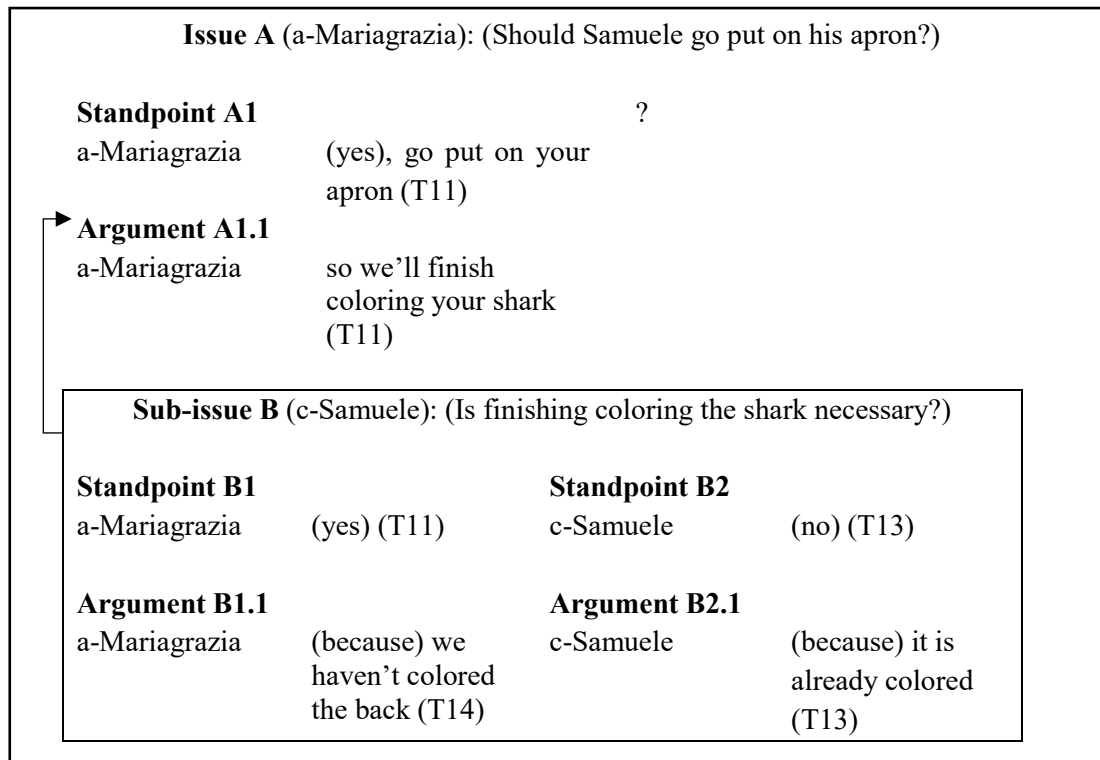 Issue A (a-Mariagrazia): (Should Samuele go put on his apron?)
Standpoint A1 ?
a-Mariagrazia (yes), go put on your
apron (T11)
Argument A1.1
a-Mariagrazia so we’ll finish
coloring your shark
(T11)
Sub-issue B (c-Samuele): (Is finishing coloring the shark necessary?)
Standpoint B1 Standpoint B2
a-Mariagrazia (yes) (T11) c-Samuele (no) (T13)
Argument B1.1 Argument B2.1
a-Mariagrazia (because) we c-Samuele (because) it is
haven’t colored already colored
the back (T14) (T13)